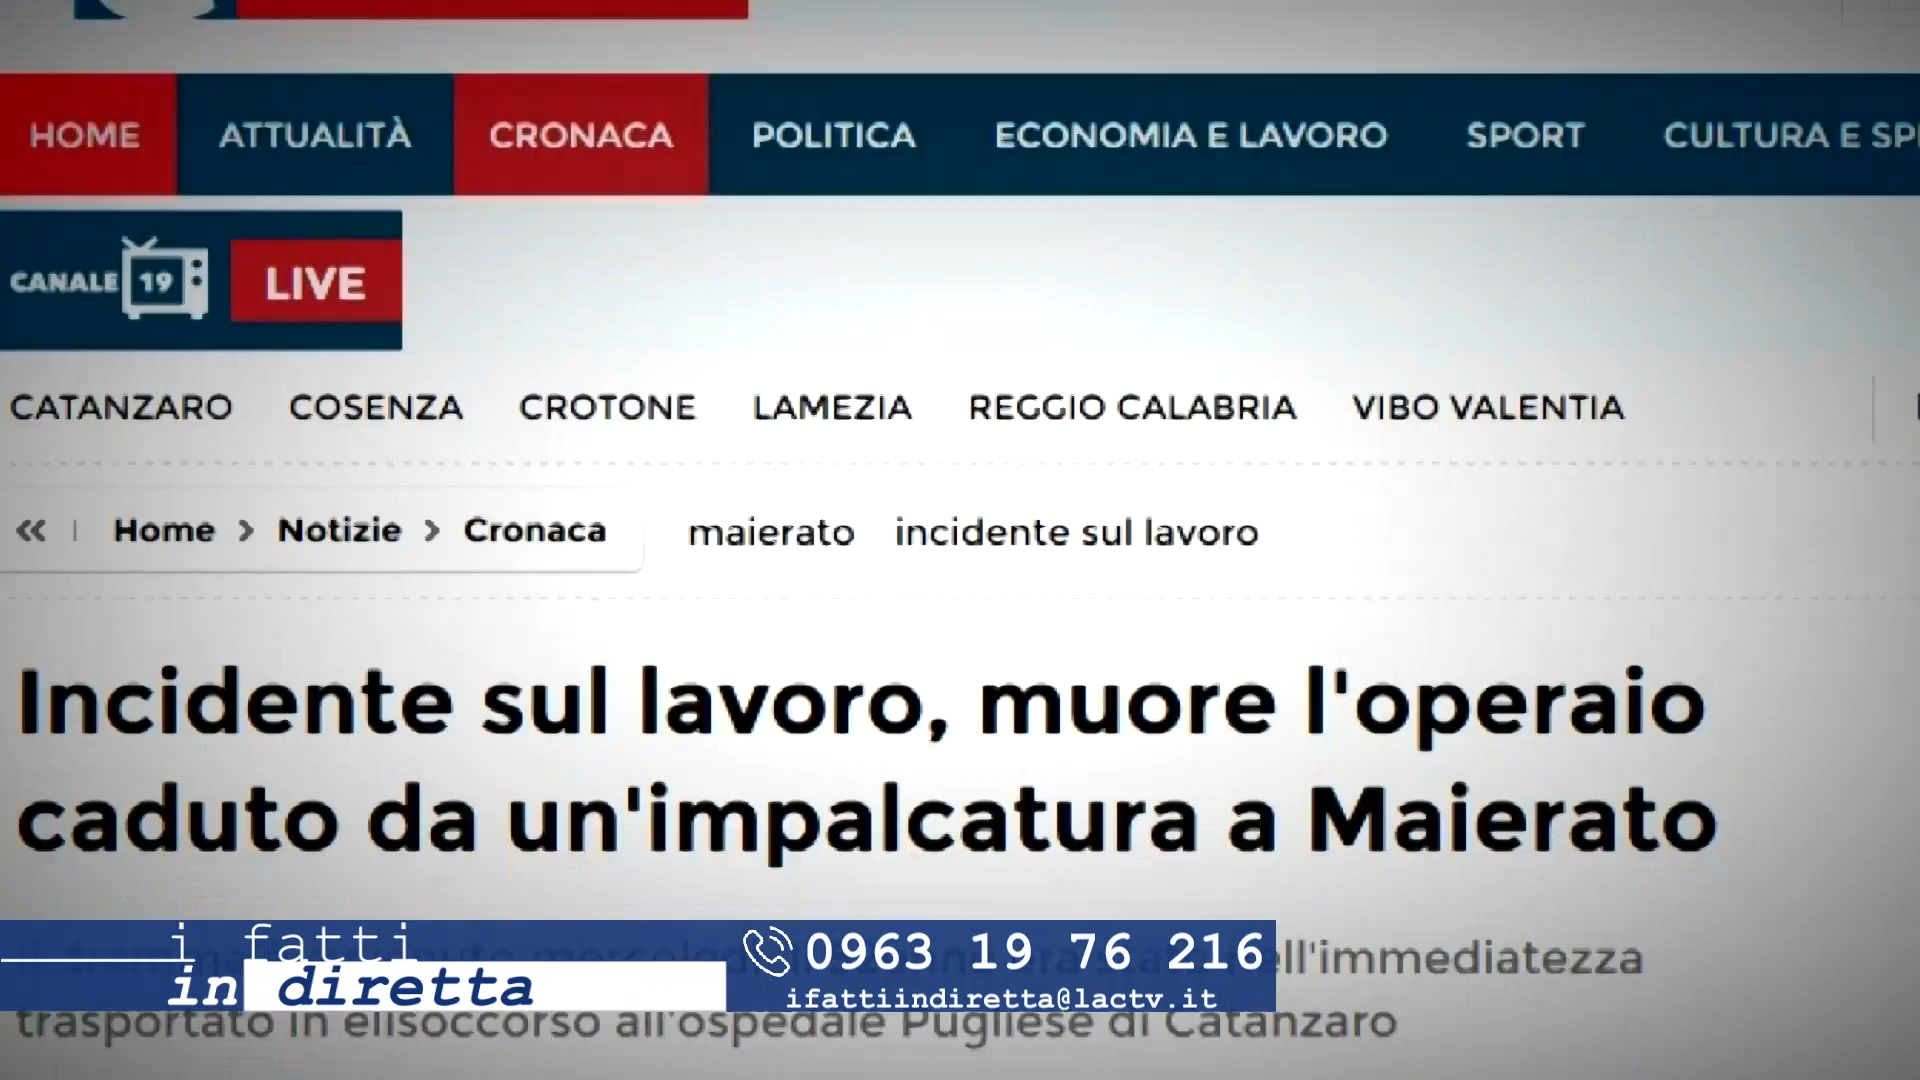 HOME ATTUALITÀ CRONACA POLITICA ECONOMIA E LAVORO SPORT CULTURA E
CANALE 19 LIVE
CATANZARO COSENZA CROTONE LAMEZIA REGGIO CALABRIA VIBO VALENTIA
« | Home > Notizie > Cronaca maierato incidente sul lavoro
Incidente sul lavoro, muore l'operaio
caduto da un'impalcatura a Maierato
i fatti
in diretta
0963 19 76 216
ifattiindiretta@lactv.it
ell'immediatezza
trasportato in elisoccorso all'ospedale Pugliese di Catanzaro